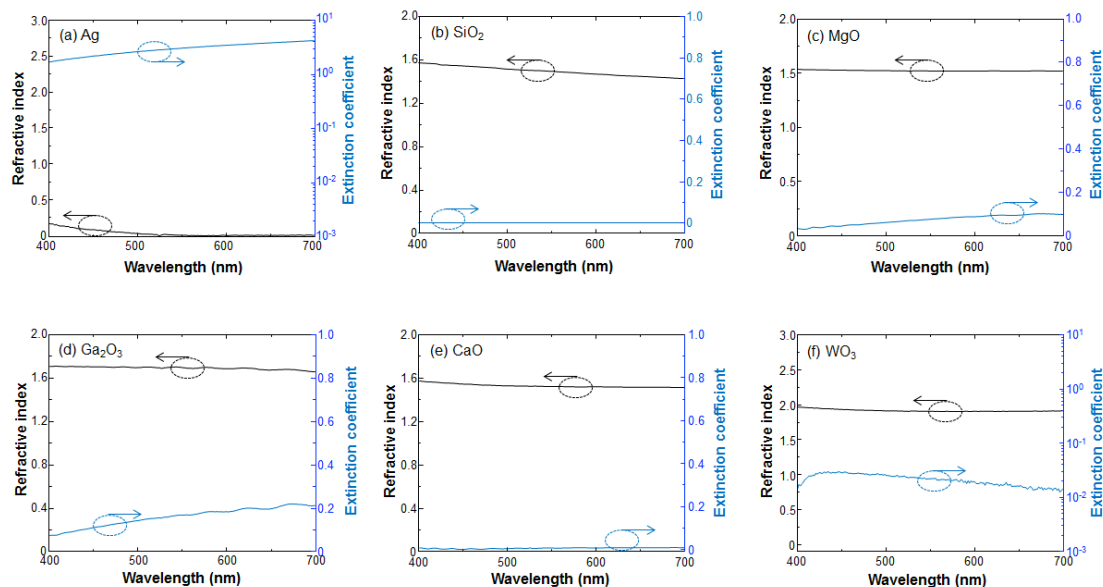 (a) Ag
Refractive index
3.0
2.5
2.0
1.5
1.0
0.5
0
10¹
10⁰
10⁻¹
10⁻²
10⁻³
Extinction coefficient
400 500 600 700
Wavelength (nm)
(b) SiO₂
Refractive index
2.0
1.6
1.2
0.8
0.4
1.0
0.8
0.6
0.4
0.2
0
Extinction coefficient
400 500 600 700
Wavelength (nm)
(c) MgO
Refractive index
2.0
1.5
1.0
0.5
0
1.0
0.8
0.6
0.4
0.2
0
Extinction coefficient
400 500 600 700
Wavelength (nm)
(d) Ga₂O₃
Refractive index
2.0
1.6
1.2
0.8
0.4
0
1.0
0.8
0.6
0.4
0.2
0
Extinction coefficient
400 500 600 700
Wavelength (nm)
(e) CaO
Refractive index
2.0
1.6
1.2
0.8
0.4
0
1.0
0.8
0.6
0.4
0.2
0
Extinction coefficient
400 500 600 700
Wavelength (nm)
(f) WO₃
Refractive index
3.0
2.5
2.0
1.5
1.0
0.5
0
10¹
10⁰
10⁻¹
10⁻²
10⁻³
Extinction coefficient
400 500 600 700
Wavelength (nm)